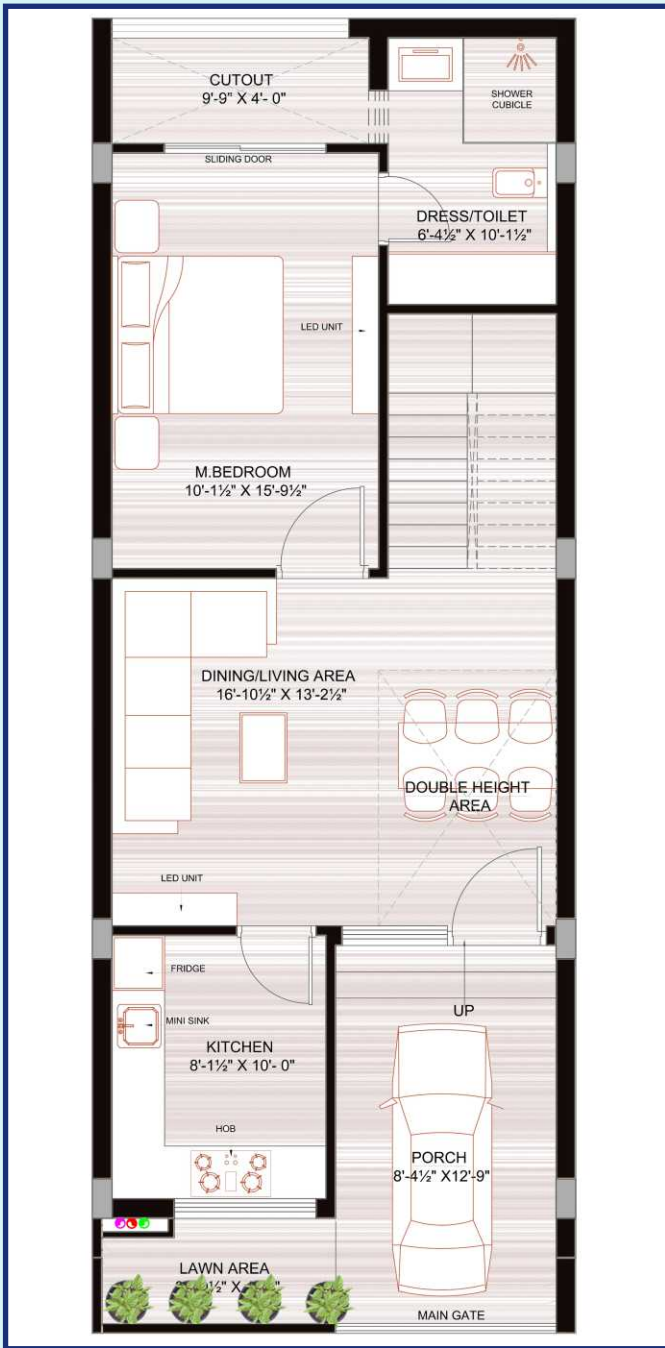 CUTOUT
9'-9" X 4'- 0"
SHOWER
CUBICLE
SLIDING DOOR
DRESS/TOILET
6'-4½" X 10'-1½"
LED UNIT
M.BEDROOM
10'-1½" X 15'-9½"
DINING/LIVING AREA
16'-10½" X 13'-2½"
DOUBLE HEIGHT
AREA
LED UNIT
FRIDGE
UP
MINI SINK
KITCHEN
8'-1½" X 10'- 0"
HOB
PORCH
8'-4½" X12'-9"
LAWN AREA
MAIN GATE